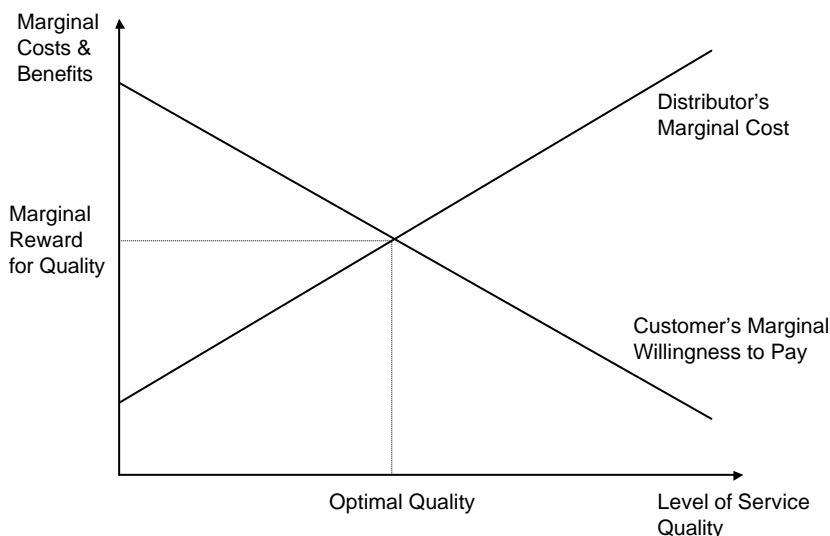 Marginal
Costs &
Benefits
Distributor's
Marginal Cost
Marginal
Reward
for Quality
Customer's Marginal
Willingness to Pay
Optimal Quality
Level of Service
Quality